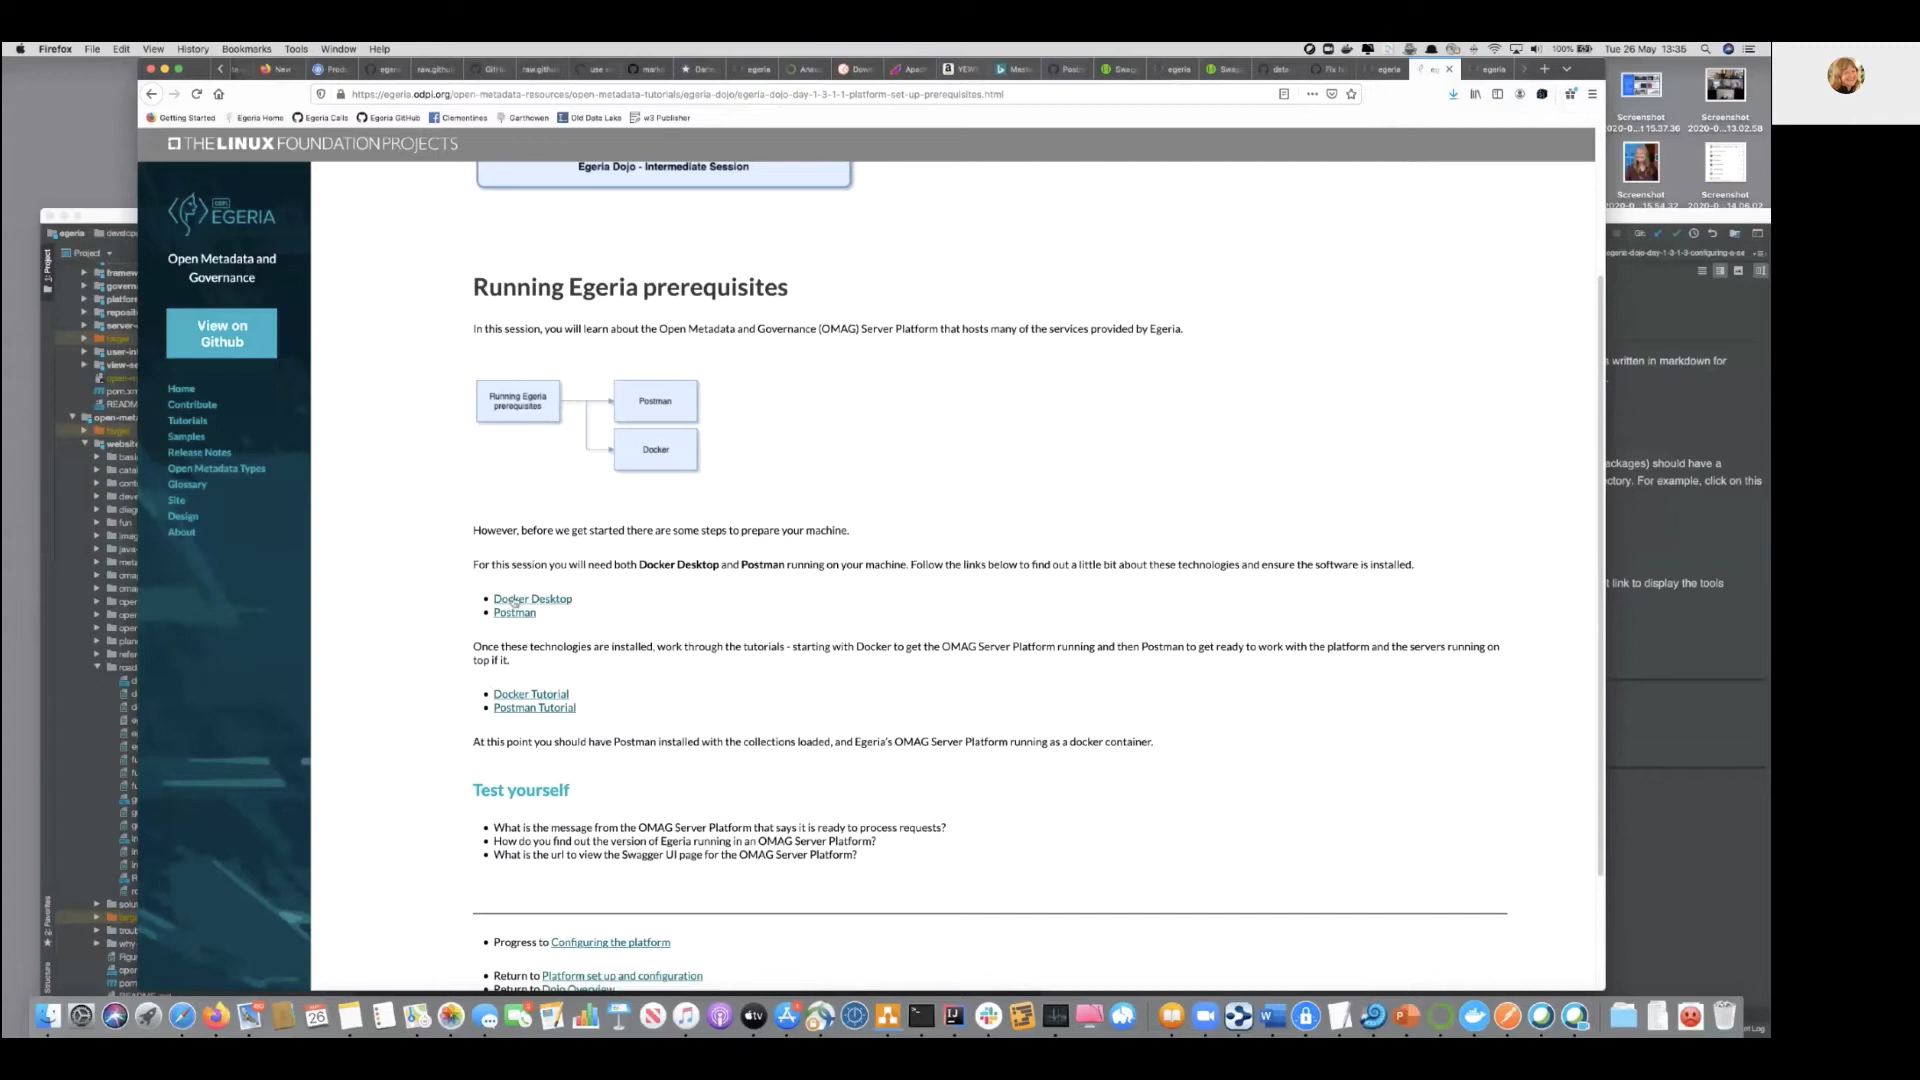 Firefox File Edit View History Bookmarks Tools Window Help
100% Tue 26 May 13:35
https://egeria.odpi.org/open-metadata-resources/open-metadata-tutorials/egeria-dojo/egeria-dojo-day-1-3-1-1-platform-set-up-prerequisites.html
Getting Started Egeria Home Egeria Calls Egeria GitHub Clementines Garthowen Old Data Lake w3 Publisher
THE LINUX FOUNDATION PROJECTS
Egeria Dojo - Intermediate Session
ODPI
EGERIA
Open Metadata and
Governance
View on
Github
Home
Contribute
Tutorials
Samples
Release Notes
Open Metadata Types
Glossary
Site
Design
About
Running Egeria prerequisites
In this session, you will learn about the Open Metadata and Governance (OMAG) Server Platform that hosts many of the services provided by Egeria.
Running Egeria
prerequisites
Postman
Docker
However, before we get started there are some steps to prepare your machine.
For this session you will need both Docker Desktop and Postman running on your machine. Follow the links below to find out a little bit about these technologies and ensure the software is installed.
Docker Desktop
Postman
Once these technologies are installed, work through the tutorials - starting with Docker to get the OMAG Server Platform running and then Postman to get ready to work with the platform and the servers running on
top if it.
Docker Tutorial
Postman Tutorial
At this point you should have Postman installed with the collections loaded, and Egeria's OMAG Server Platform running as a docker container.
Test yourself
What is the message from the OMAG Server Platform that says it is ready to process requests?
How do you find out the version of Egeria running in an OMAG Server Platform?
What is the url to view the Swagger UI page for the OMAG Server Platform?
Progress to Configuring the platform
Return to Platform set up and configuration
Return to Dojo Overview
Screenshot
Screenshot
Screenshot
Screenshot
written in markdown for
ackages) should have a
ctory. For example, click on this
t link to display the tools
egeria
Project